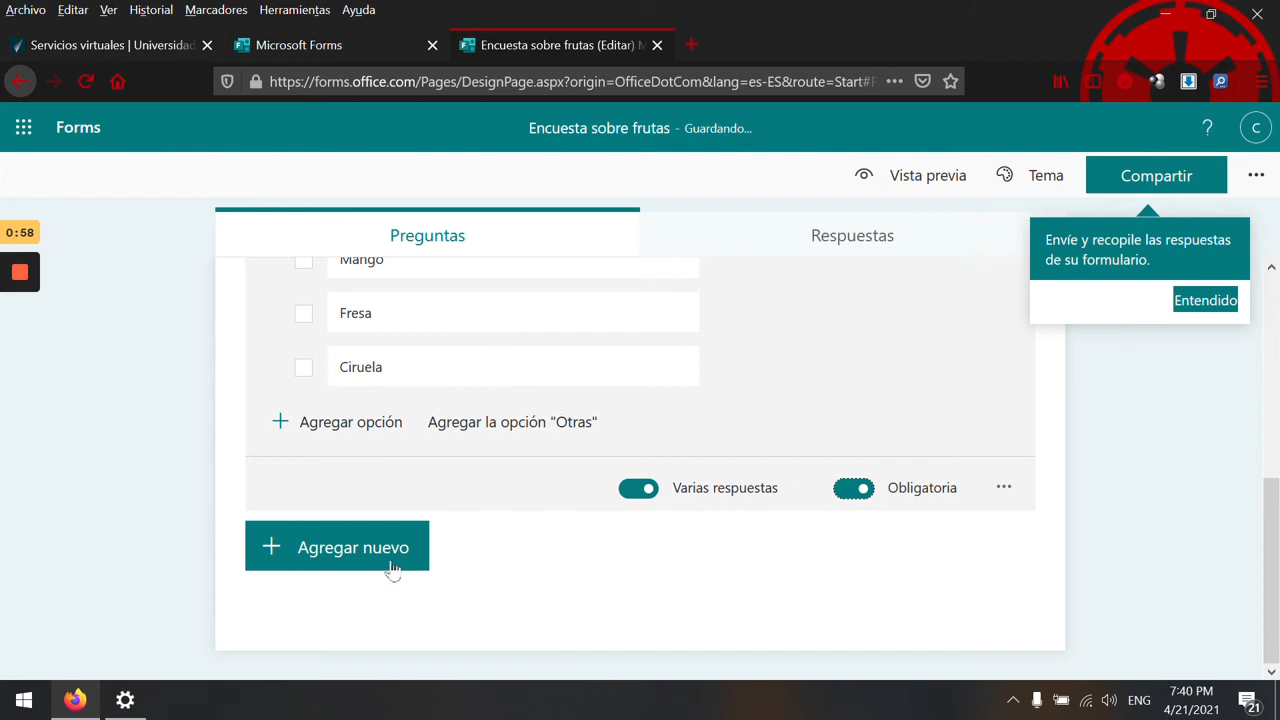 Archivo Editar Ver Historial Marcadores Herramientas Ayuda
Servicios virtuales | Universidad
Microsoft Forms
Encuesta sobre frutas (Editar) M
https://forms.office.com/Pages/DesignPage.aspx?origin=OfficeDotCom&lang=es-ES&route=Start#F
Forms
Encuesta sobre frutas - Guardando...
? C
Vista previa
Tema
Compartir
0:58
Preguntas
Respuestas
Envíe y recopile las respuestas
de su formulario.
Entendido
Mango
Fresa
Ciruela
Agregar opción
Agregar la opción "Otras"
Varias respuestas
Obligatoria
Agregar nuevo
ENG
7:40 PM
4/21/2021
21